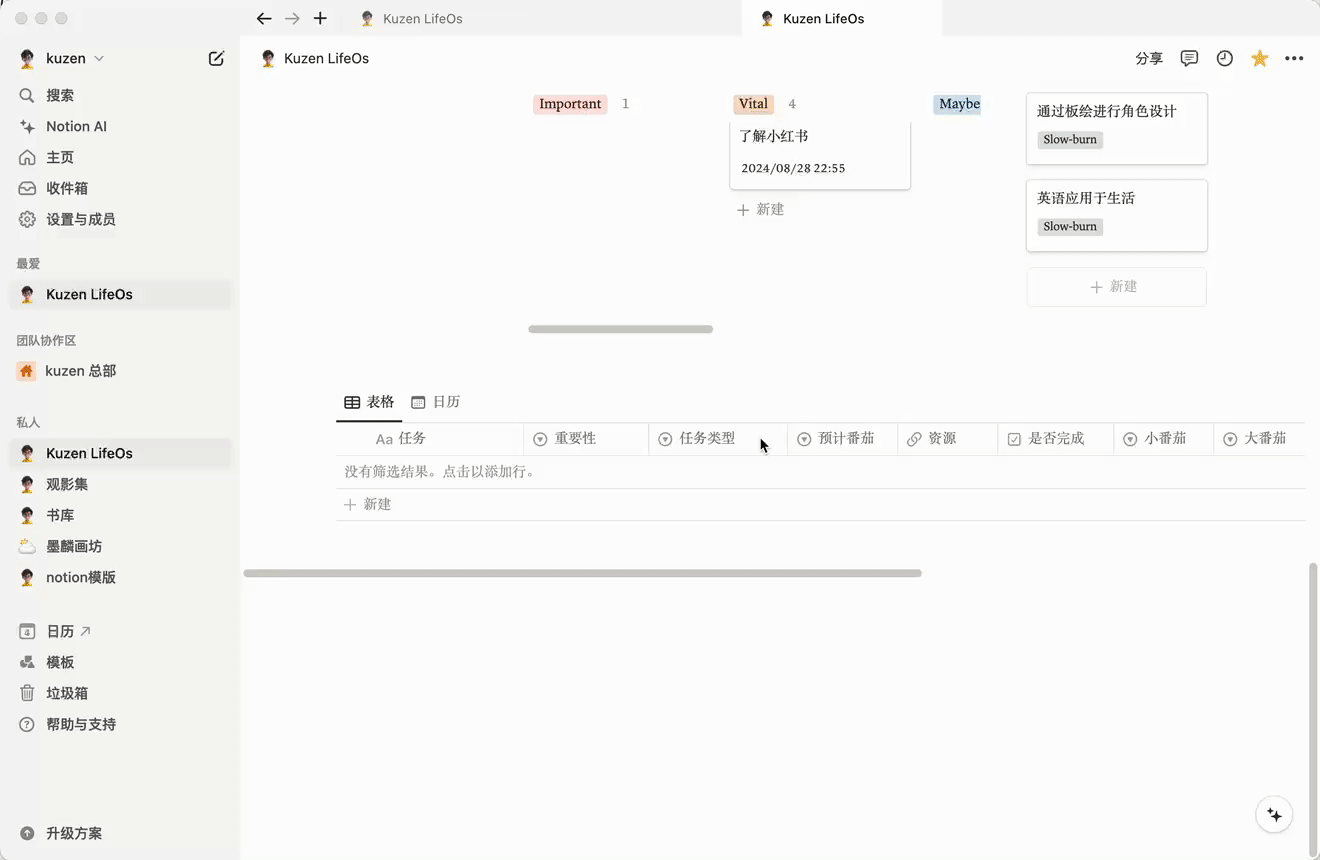 Kuzen LifeOs
Kuzen LifeOs
kuzen
搜索
Notion AI
主页
收件箱
设置与成员
最爱
Kuzen LifeOs
团队协作区
kuzen 总部
私人
Kuzen LifeOs
观影集
书库
墨麟画坊
notion模版
日历
模板
垃圾箱
帮助与支持
升级方案
Kuzen LifeOs
分享
Important 1
Vital 4
Maybe
了解小红书
2024/08/28 22:55
新建
通过板绘进行角色设计
Slow-burn
英语应用于生活
Slow-burn
新建
表格 日历
Aa 任务 重要性 任务类型 预计番茄 资源 是否完成 小番茄 大番茄
没有筛选结果。点击以添加行。
新建